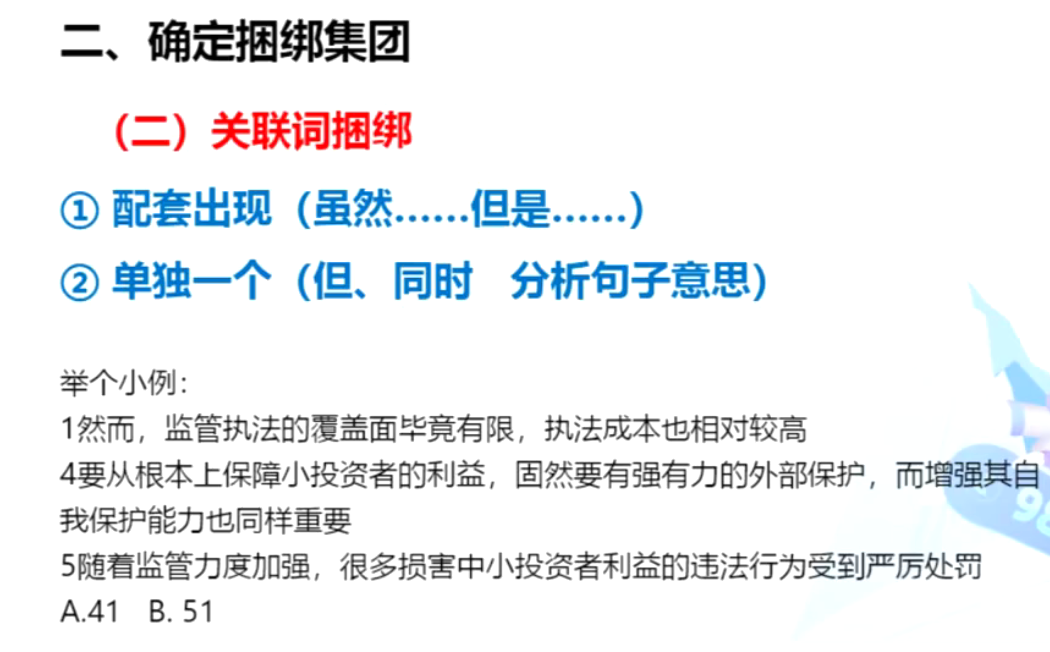 二、确定捆绑集团
（二）关联词捆绑
① 配套出现（虽然……但是……）
② 单独一个（但、同时 分析句子意思）
举个小例：
1然而，监管执法的覆盖面毕竟有限，执法成本也相对较高
4要从根本上保障小投资者的利益，固然要有强有力的外部保护，而增强其自
我保护能力也同样重要
5随着监管力度加强，很多损害中小投资者利益的违法行为受到严厉处罚
A.41 B. 51
98